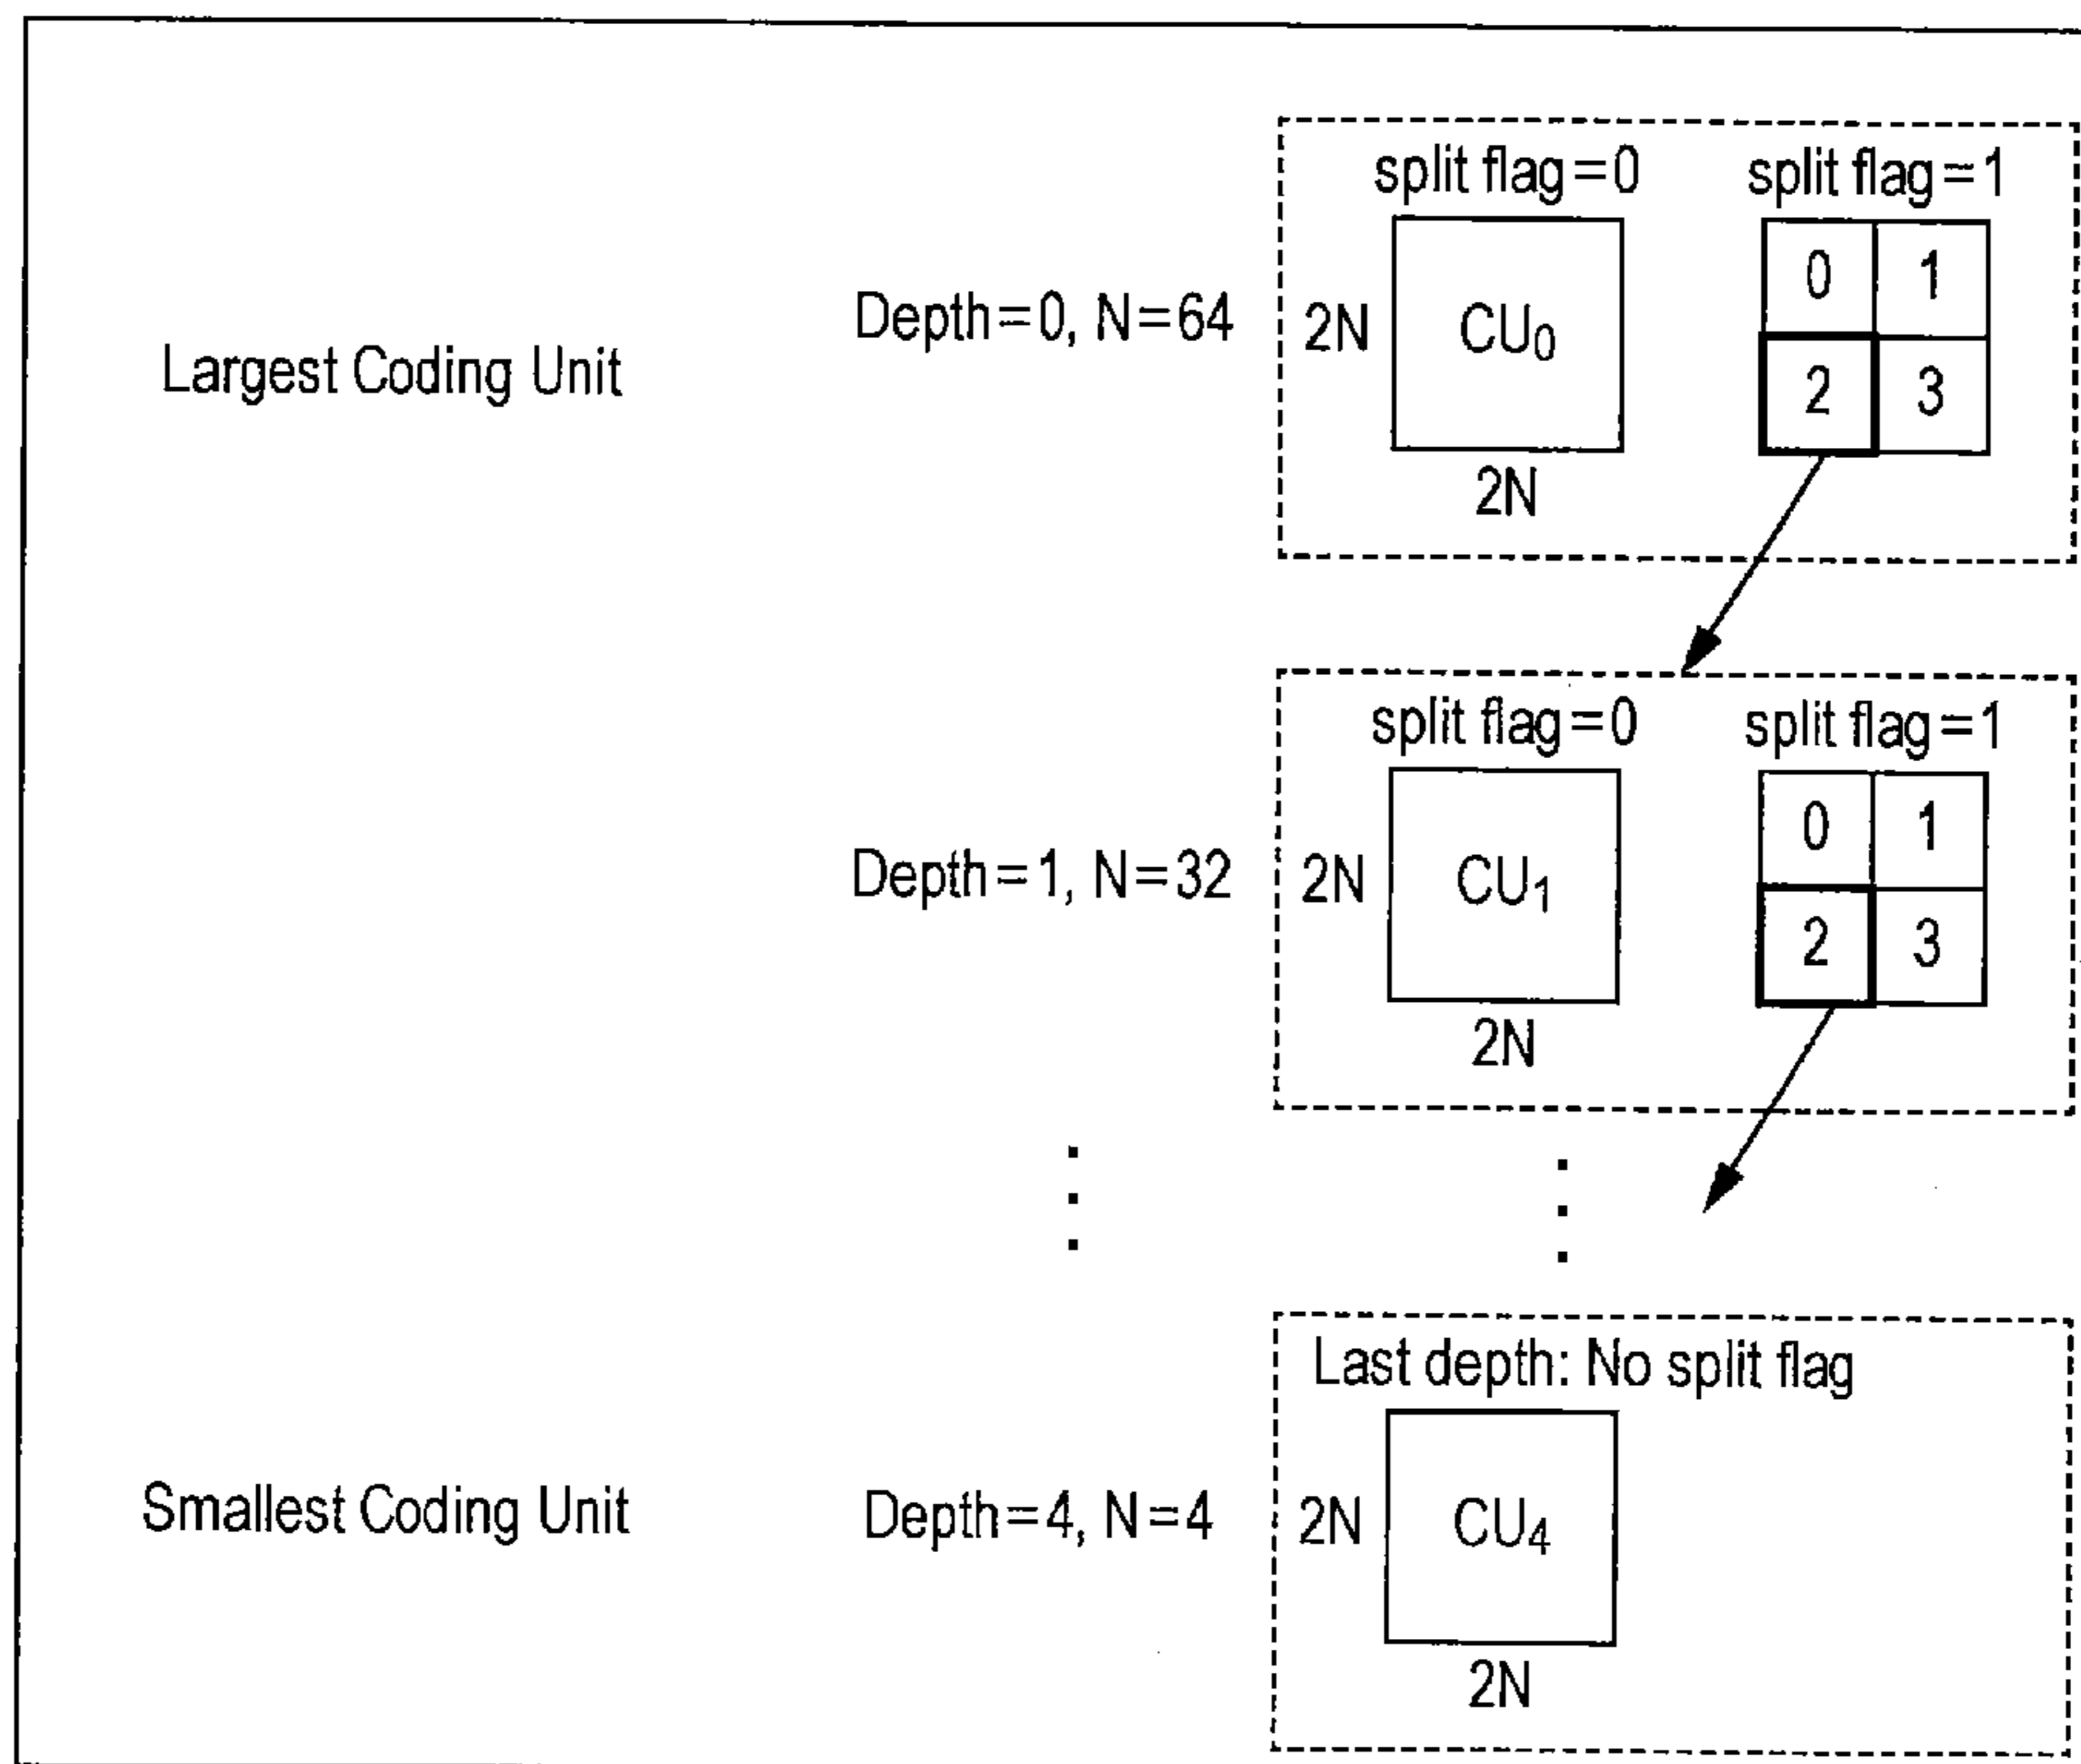 split flag=0 split flag=1
Largest Coding Unit
Depth=0, N=64
2N
CU₀
0 1
2 3
2N
split flag=0 split flag=1
Depth=1, N=32
2N
CU₁
0 1
2 3
2N
Last depth: No split flag
Smallest Coding Unit
Depth=4, N=4
2N
CU₄
2N